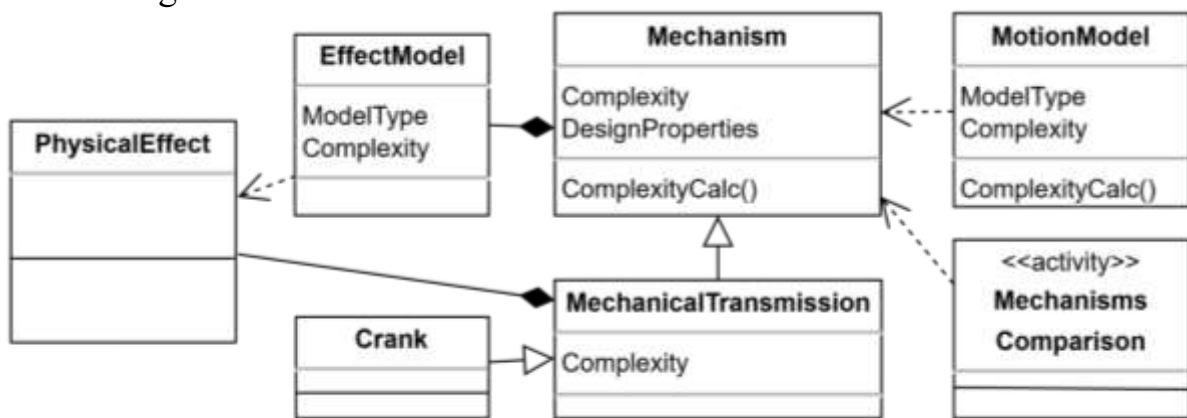 EffectModel
ModelType
Complexity
Mechanism
Complexity
DesignProperties
ComplexityCalc()
MotionModel
ModelType
Complexity
ComplexityCalc()
PhysicalEffect
<<activity>>
Mechanisms
Comparison
MechanicalTransmission
Complexity
Crank